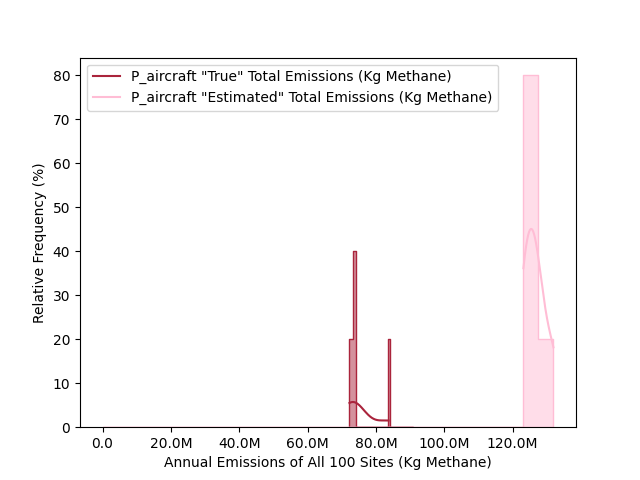 P_aircraft "True" Total Emissions (Kg Methane)
P_aircraft "Estimated" Total Emissions (Kg Methane)
80
70
60
50
40
30
20
10
0
Relative Frequency (%)
0.0 20.0M 40.0M 60.0M 80.0M 100.0M 120.0M
Annual Emissions of All 100 Sites (Kg Methane)